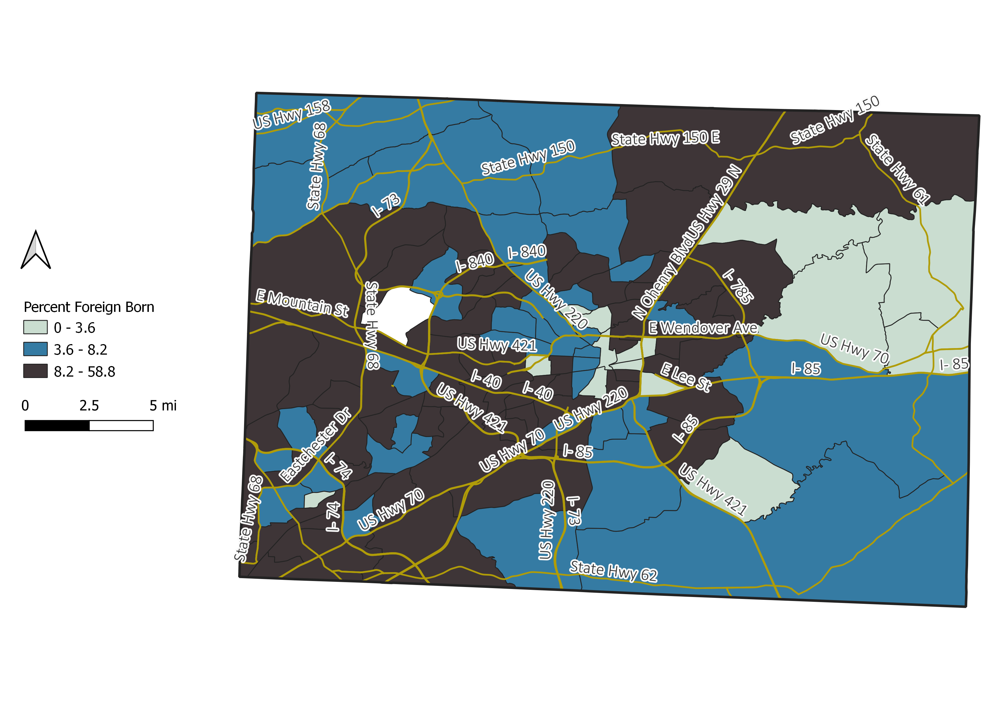 US Hwy 158
State Hwy 68
State Hwy 150
State Hwy 150 E
State Hwy 150
State Hwy 61
I- 73
State Hwy 150
US Hwy 29 N
N Ohenry Blvd
I- 840
I- 840
US Hwy 220
I- 785
E Mountain St
State Hwy 68
US Hwy 421
E Wendover Ave
US Hwy 70
I- 85
I- 85
I- 40
I- 40
E Lee St
US Hwy 421
US Hwy 220
Eastchester Dr
I- 74
US Hwy 70
I- 85
I- 85
State Hwy 68
I- 74
US Hwy 70
US Hwy 220
I- 73
US Hwy 421
State Hwy 62
Percent Foreign Born
0 - 3.6
3.6 - 8.2
8.2 - 58.8
0 2.5 5 mi